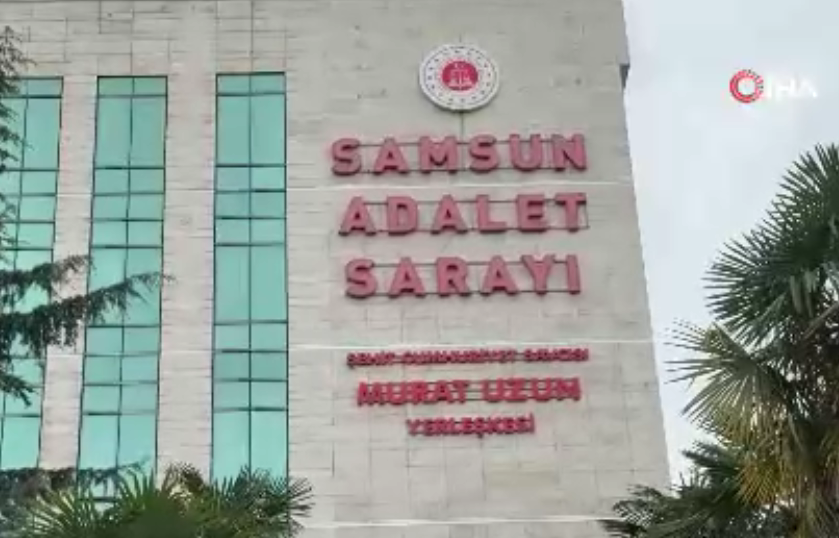 İHA
SAMSUN
ADALET
SARAYI
ŞEHİT CUMHURİYET SAVCISI
MURAT UZUN
YERLEŞKESİ